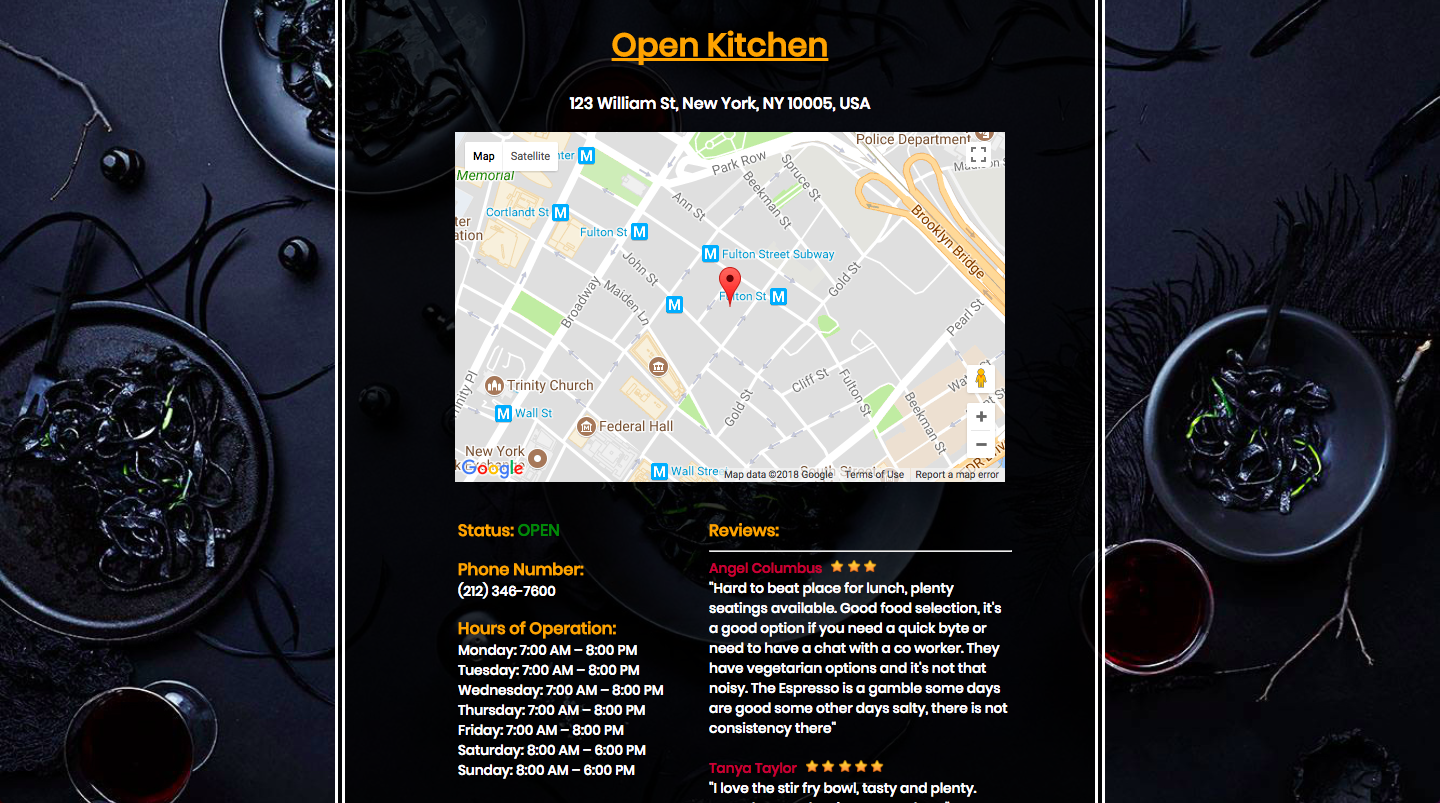 Open Kitchen
123 William St, New York, NY 10005, USA
Map
Satellite
nter
M
Memorial
Cortlandt St
M
Fulton St
M
Park Row
Spruce St
Beekman St
Ann St
Police Department
Brooklyn Bridge
M
Fulton Street Subway
John St
Fulton St
M
M
Gold St
Maiden Ln
Broadway
Pearl St
Trinity Church
M
Wall St
Federal Hall
Gold St
Cliff St
Fulton St
Beekman St
New York
Google
M
Wall Stre
Map data ©2018 Google
Terms of Use
Report a map error
Status: OPEN
Phone Number:
(212) 346-7600
Hours of Operation:
Monday: 7:00 AM – 8:00 PM
Tuesday: 7:00 AM – 8:00 PM
Wednesday: 7:00 AM – 8:00 PM
Thursday: 7:00 AM – 8:00 PM
Friday: 7:00 AM – 8:00 PM
Saturday: 8:00 AM – 6:00 PM
Sunday: 8:00 AM – 6:00 PM
Reviews:
Angel Columbus
"Hard to beat place for lunch, plenty
seatings available. Good food selection, it's
a good option if you need a quick byte or
need to have a chat with a co worker. They
have vegetarian options and it's not that
noisy. The Espresso is a gamble some days
are good some other days salty, there is not
consistency there"
Tanya Taylor
"I love the stir fry bowl, tasty and plenty.